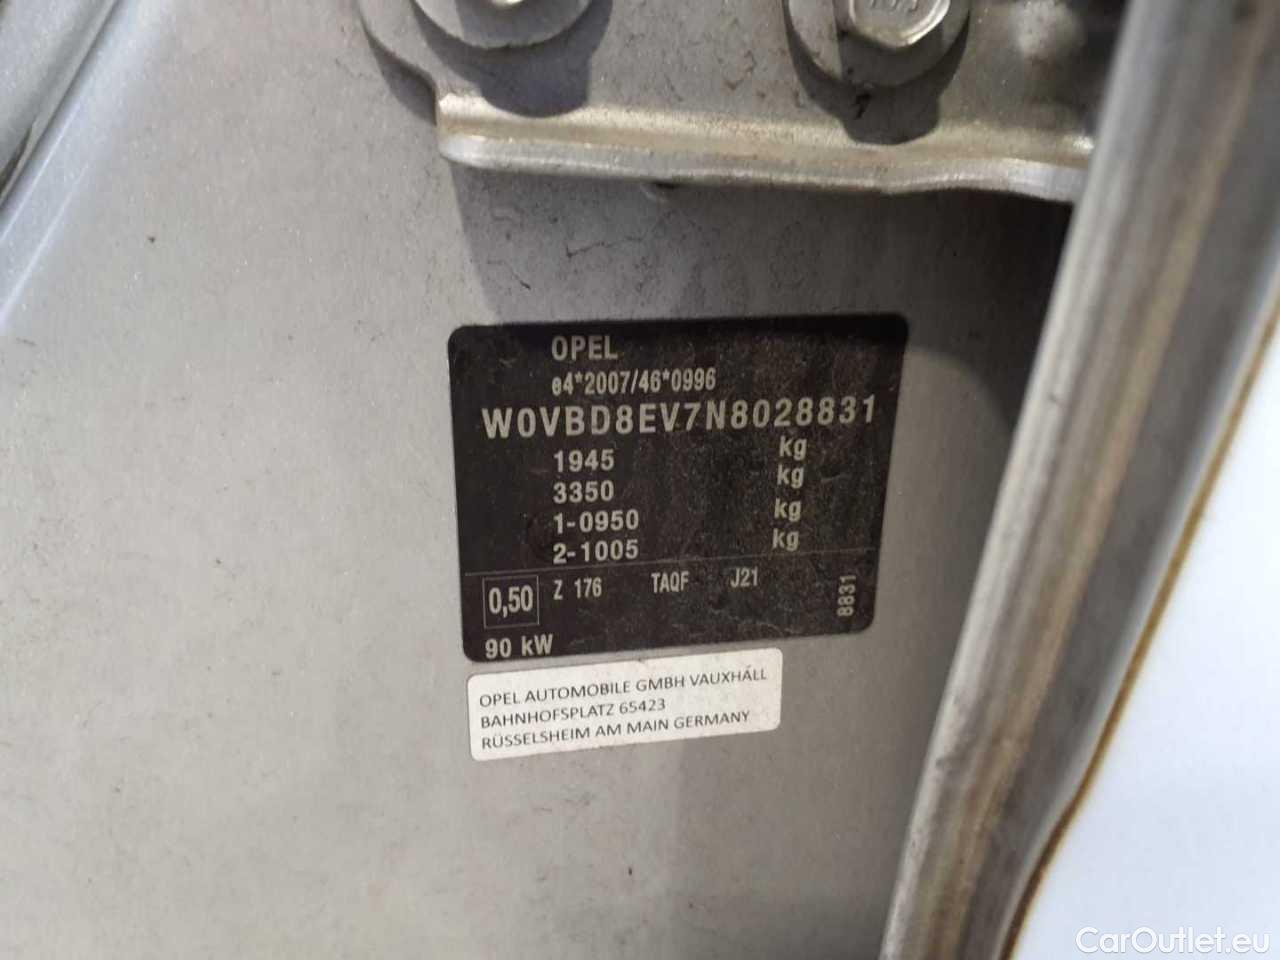 OPEL
e4*2007/46*0996
W0VBD8EV7N8028831
1945 kg
3350 kg
1-0950 kg
2-1005 kg
0,50 Z 176 TAQF J21 8831
90 kW
OPEL AUTOMOBILE GMBH VAUXHÁLL
BAHNHOFSPLATZ 65423
RÜSSELSHEIM AM MAIN GERMANY
CarOutlet.eu